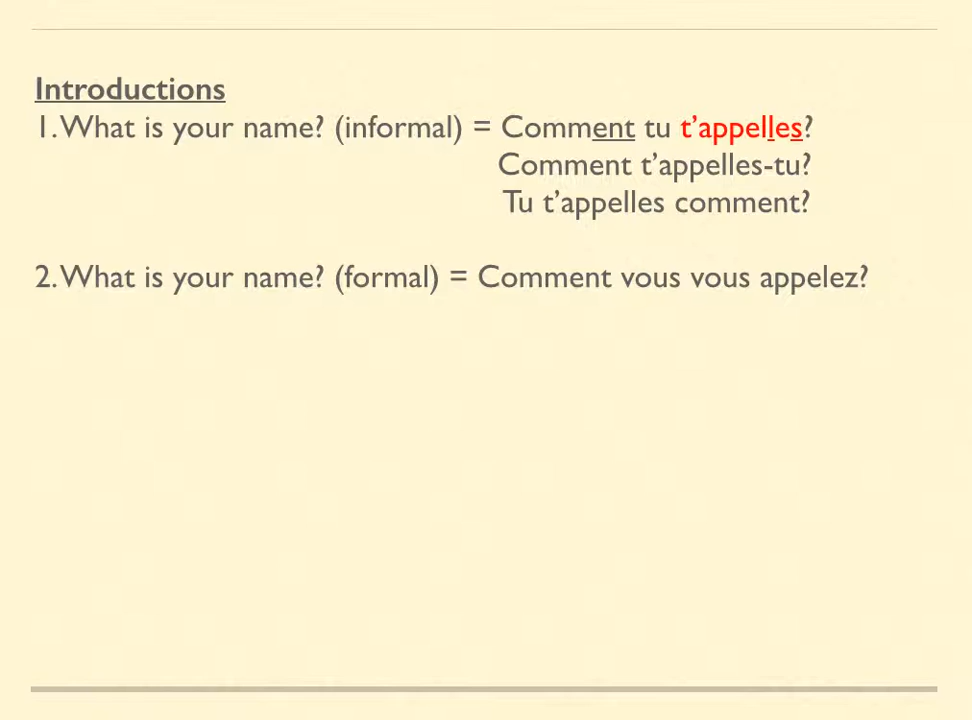 Introductions
1. What is your name? (informal) = Comment tu t'appelles?
Comment t'appelles-tu?
Tu t'appelles comment?
2. What is your name? (formal) = Comment vous vous appelez?